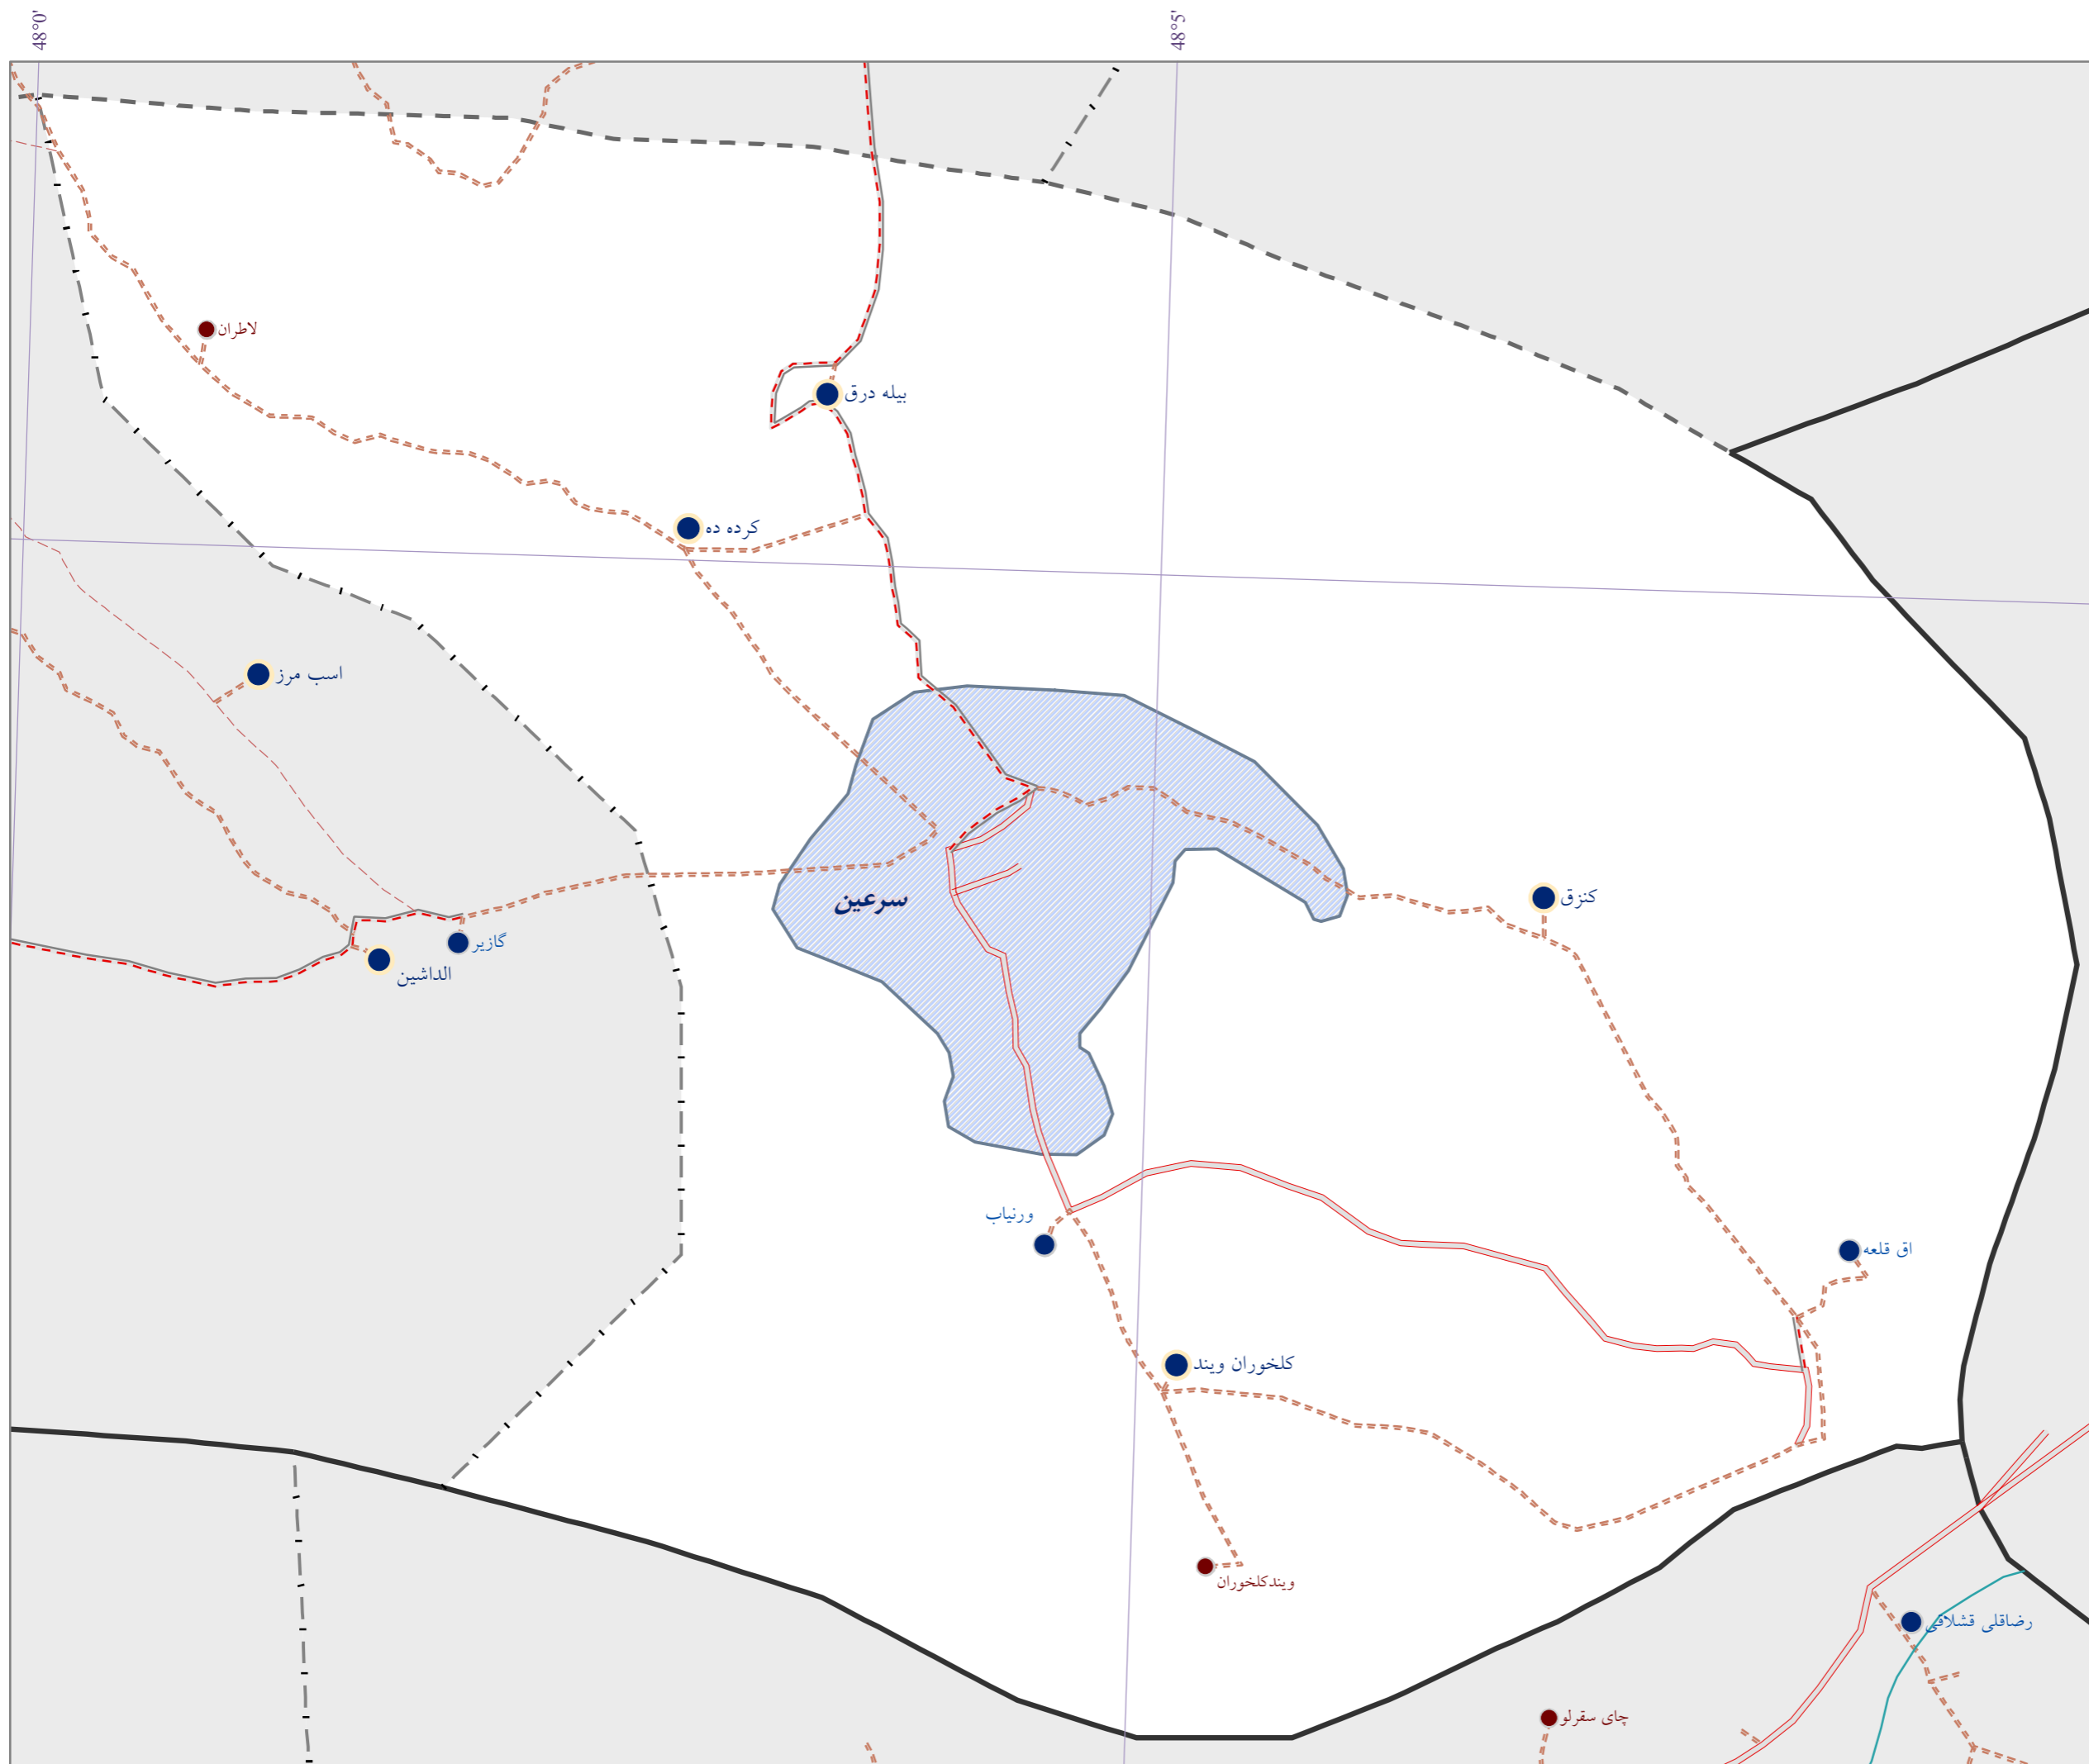 48°0'
48°5'
لاطران
بیله درق
کرده ده
اسب مرز
کنزق
سرعین
گازیر
الداشین
ورنیاب
اق قلعه
کلخوران ویند
ویندکلخوران
رضاقلی قشلاقی
چای سقرلو